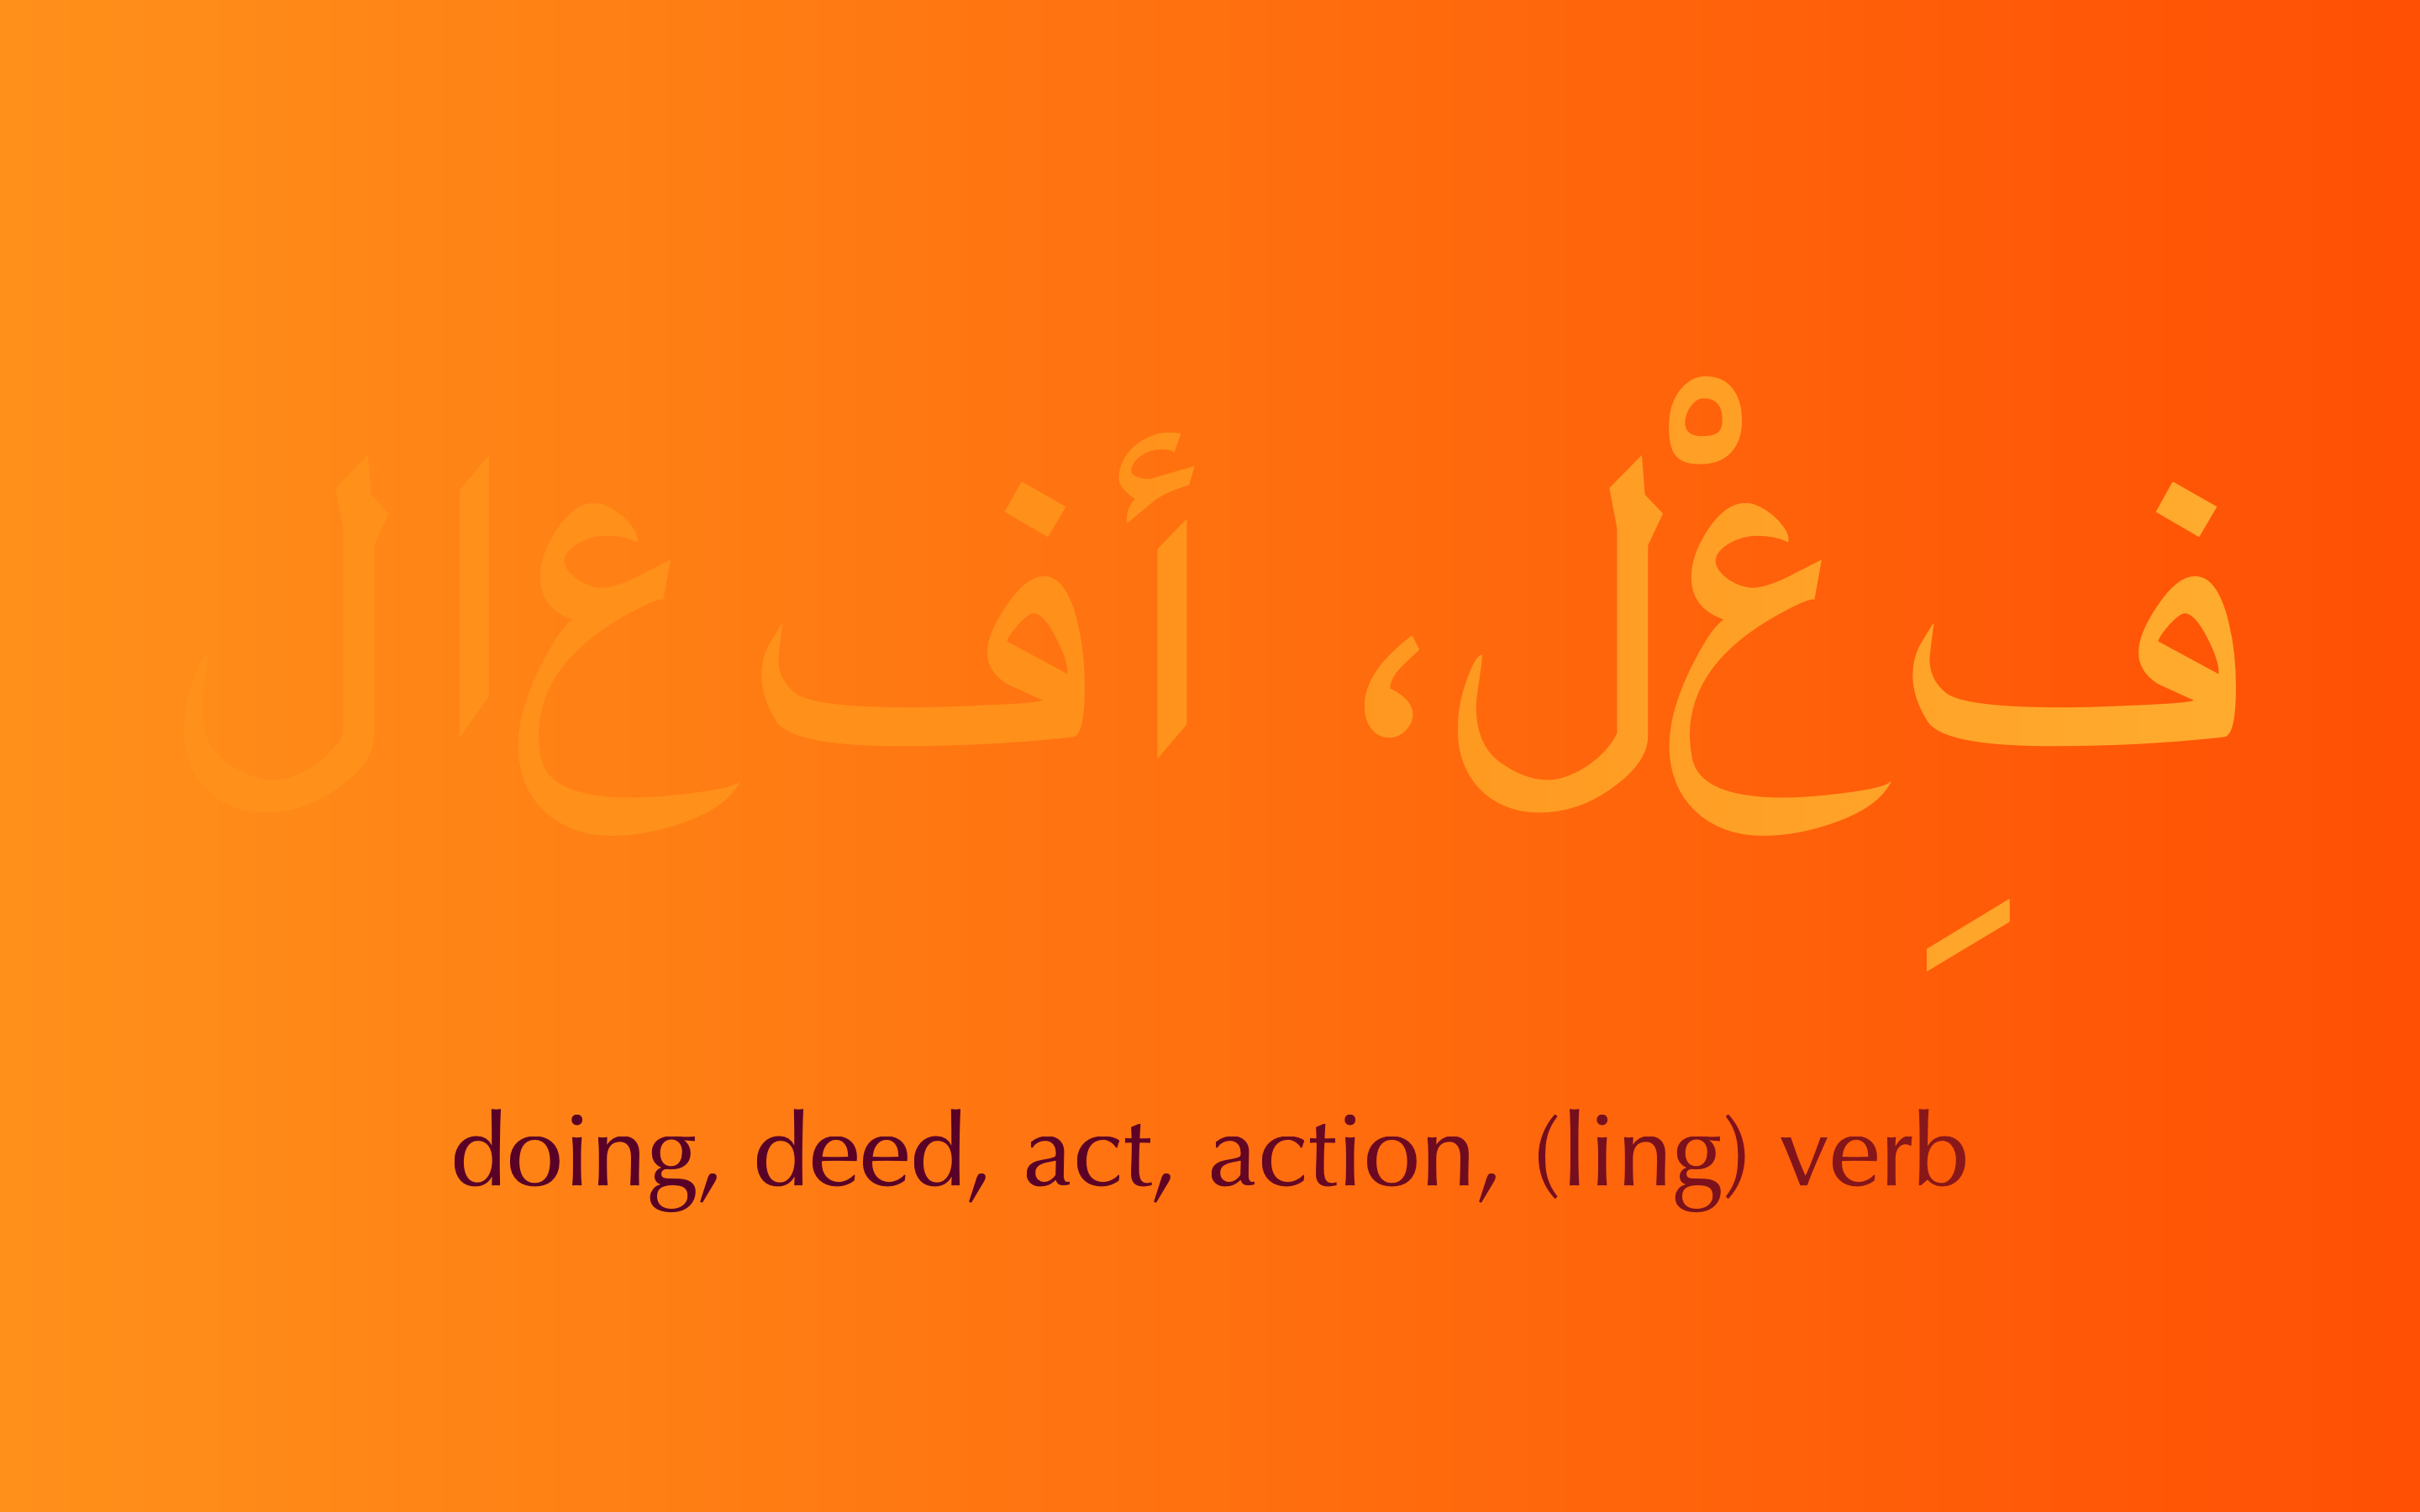 فِعْل، أفعال
doing, deed, act, action, (ling) verb